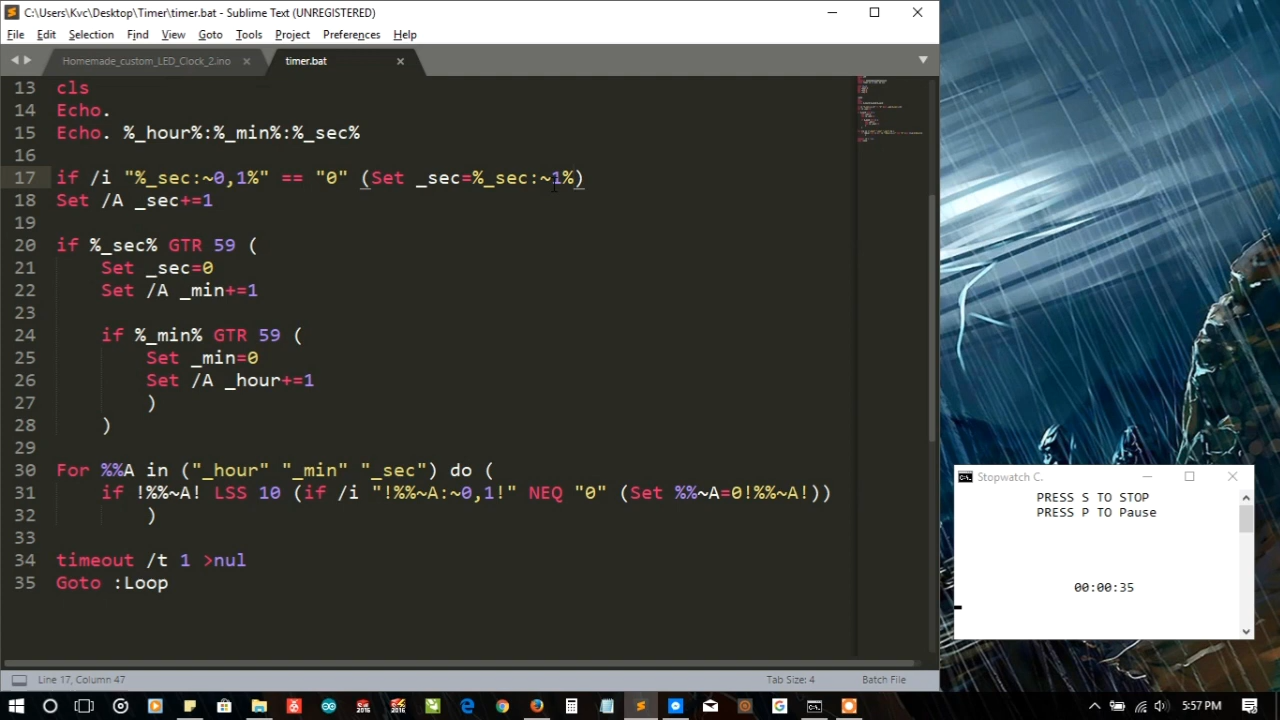 C:\Users\Kvc\Desktop\Timer\timer.bat - Sublime Text (UNREGISTERED)
File Edit Selection Find View Goto Tools Project Preferences Help
Homemade_custom_LED_Clock_2.ino
timer.bat
13 cls
14 Echo.
15 Echo. %_hour%:%_min%:%_sec%
16
17 if /i "%_sec:~0,1%" == "0" (Set _sec=%_sec:~1%)
18 Set /A _sec+=1
19
20 if %_sec% GTR 59 (
21 Set _sec=0
22 Set /A _min+=1
23
24 if %_min% GTR 59 (
25 Set _min=0
26 Set /A _hour+=1
27 )
28 )
29
30 For %%A in ("_hour" "_min" "_sec") do (
31 if !%%~A! LSS 10 (if /i "!%%~A:~0,1!" NEQ "0" (Set %%~A=0!%%~A!))
32 )
33
34 timeout /t 1 >nul
35 Goto :Loop
Line 17, Column 47
Tab Size: 4
Batch File
Stopwatch C.
PRESS S TO STOP
PRESS P TO Pause
00:00:35
5:57 PM